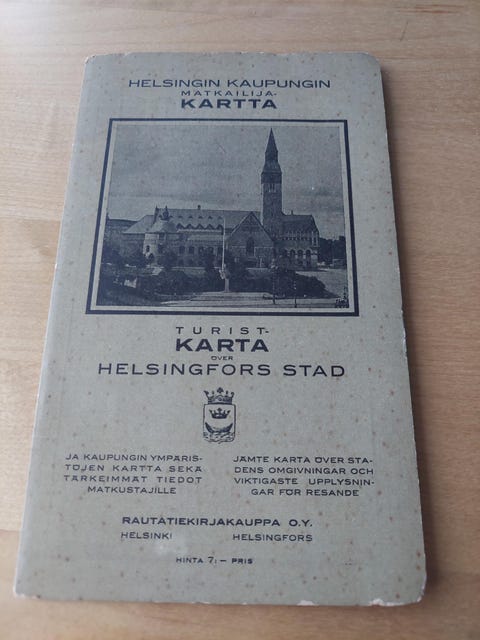 HELSINGIN KAUPUNGIN
MATKAILIJA-
KARTTA
TURIST-
KARTA
ÖVER
HELSINGFORS STAD
JA KAUPUNGIN YMPÄRIS-
TÖJEN KARTTA SEKÄ
TÄRKEIMMÄT TIEDOT
MATKUSTAJILLE
JÄMTE KARTA ÖVER STA-
DENS OMGIVNINGAR OCH
VIKTIGASTE UPPLYSNIN-
GAR FÖR RESANDE
RAUTATIEKIRJAKAUPPA O.Y.
HELSINKI HELSINGFORS
HINTA 7:— PRIS